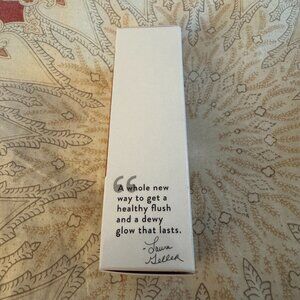 “A whole new
way to get a
healthy flush
and a dewy
glow that lasts.
- Laura
Geller